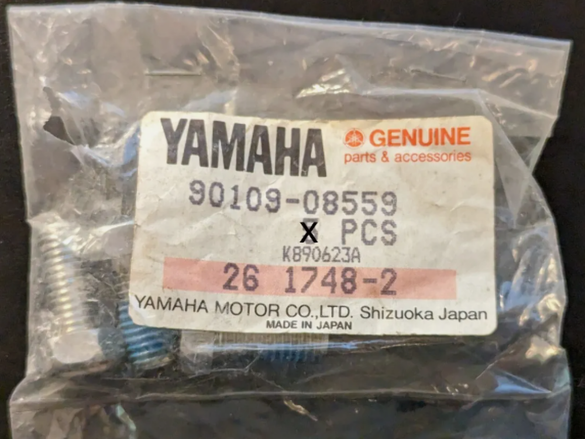 YAMAHA GENUINE
parts & accessories
90109-08559
X PCS
K890623A
26 1748-2
YAMAHA MOTOR CO.,LTD. Shizuoka Japan
MADE IN JAPAN